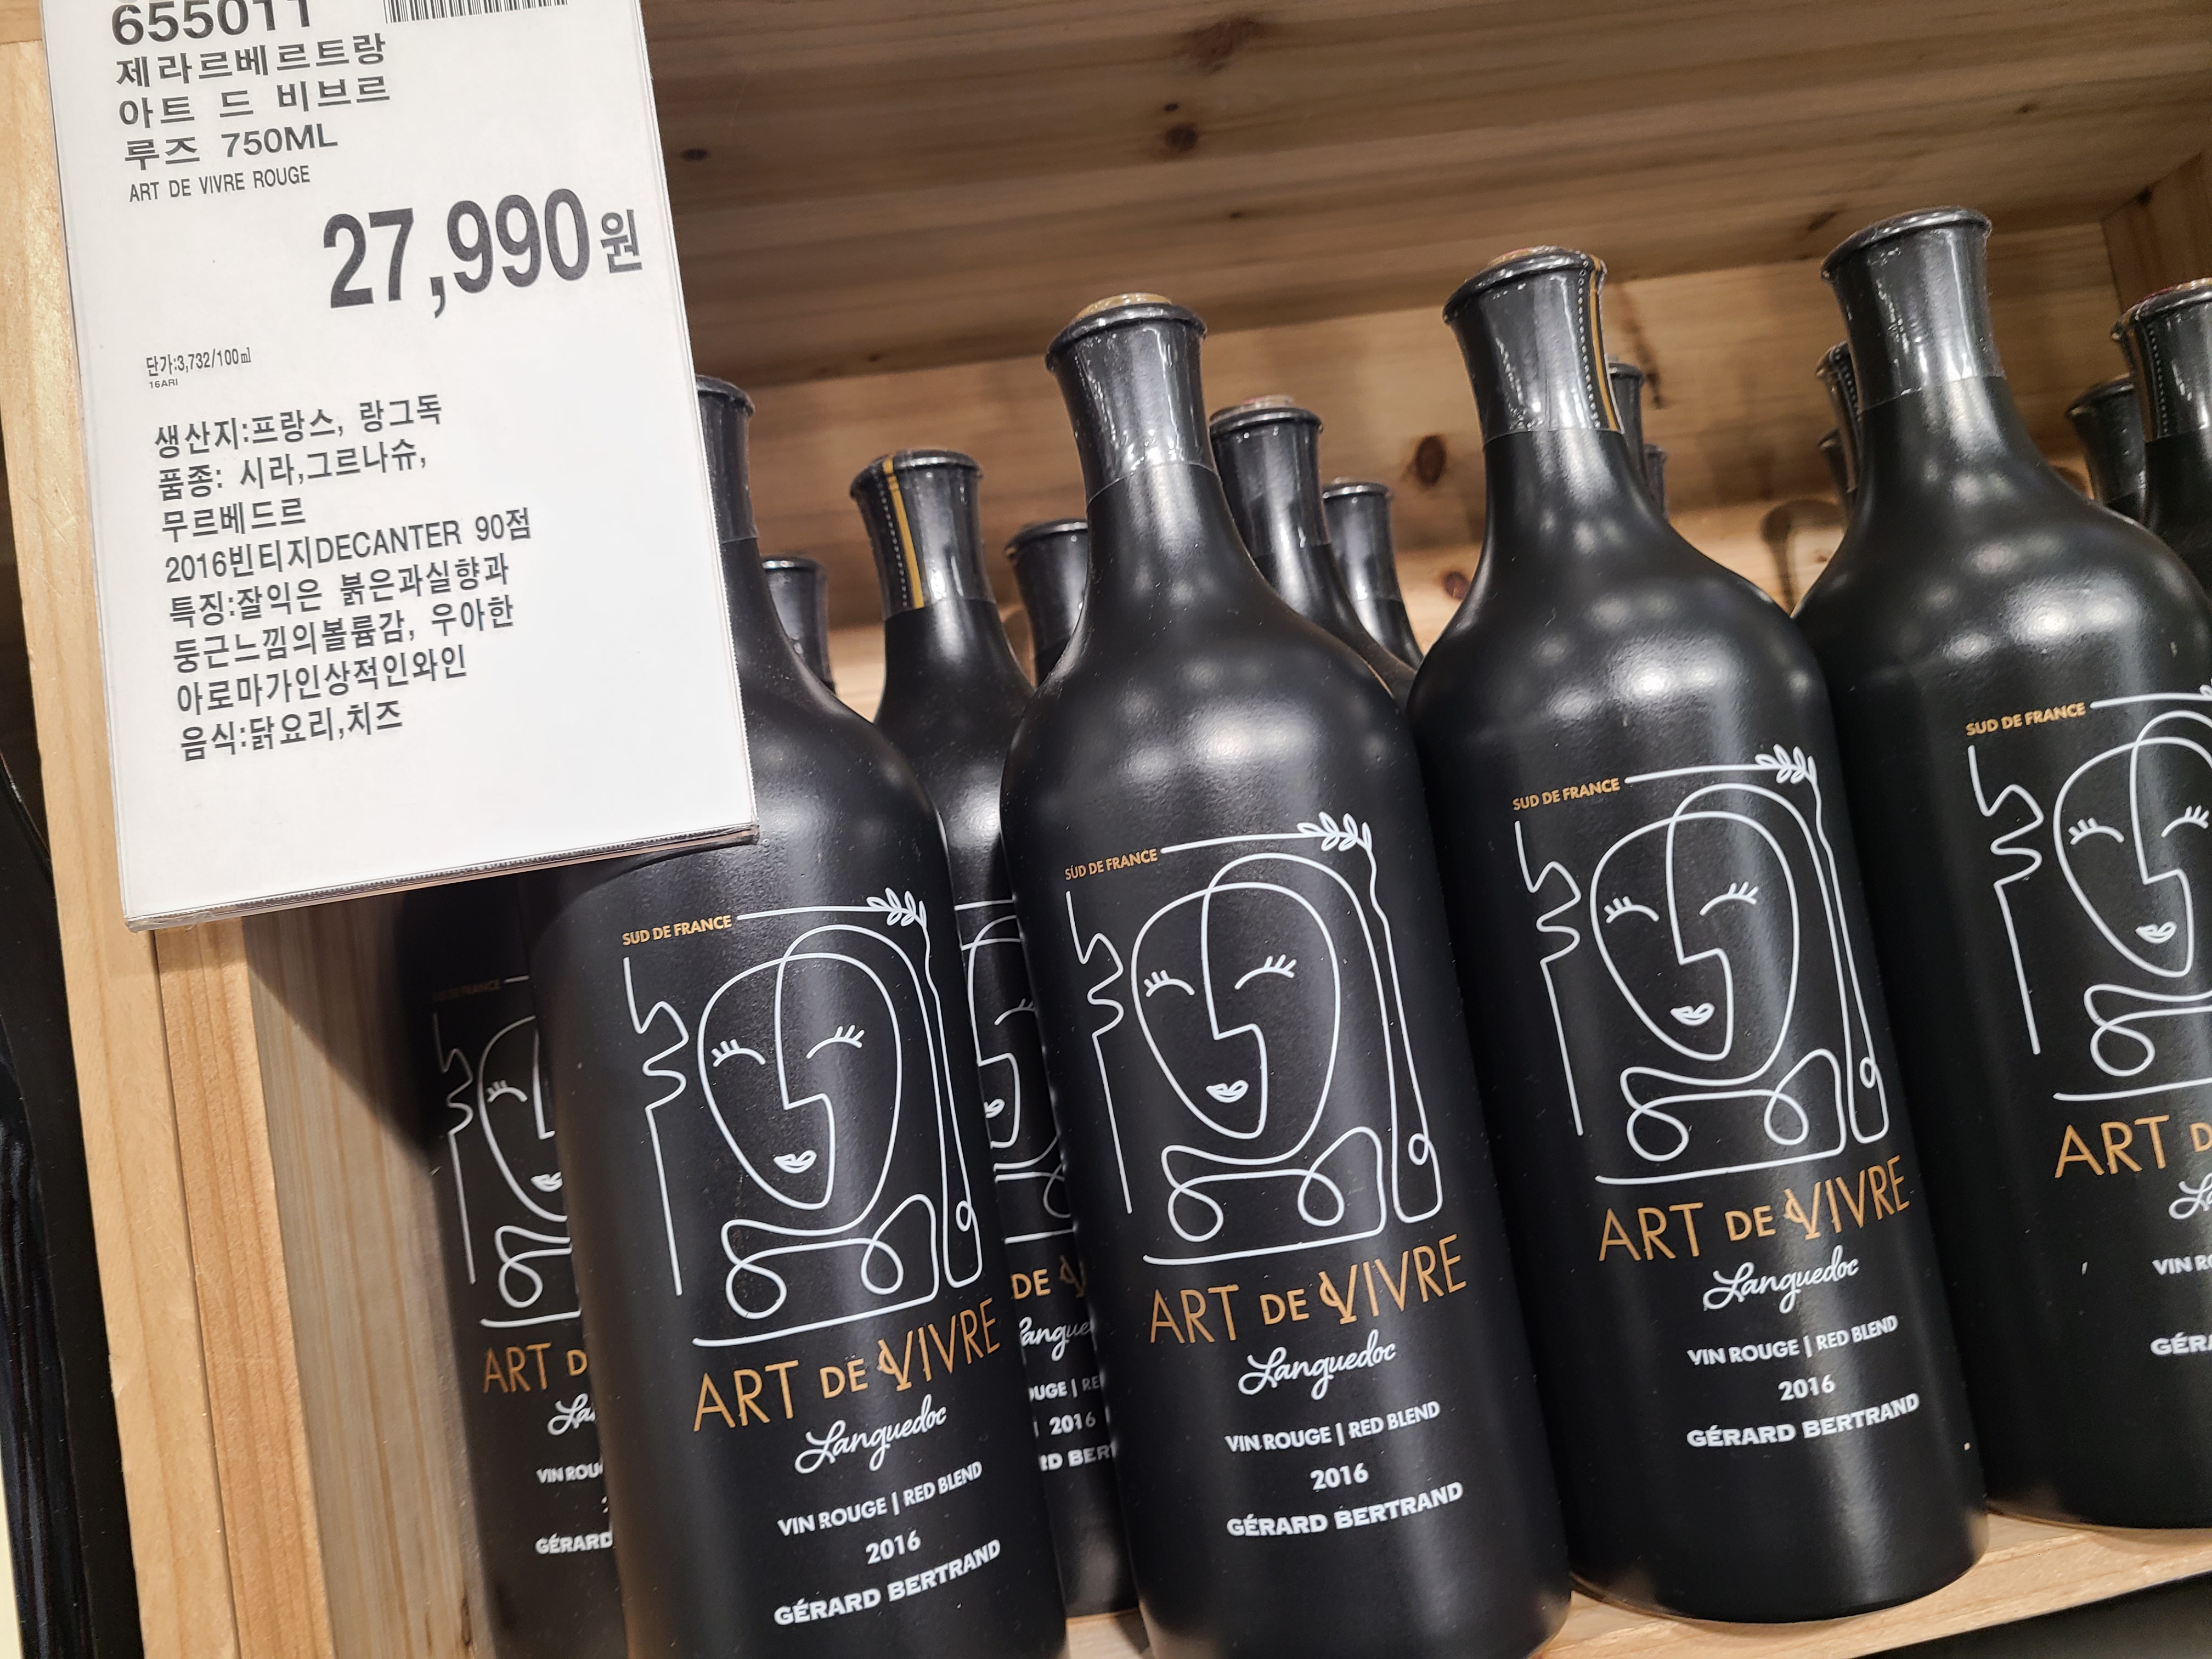 655011
제라르베르트랑
아트 드 비브르
루즈 750ML
ART DE VIVRE ROUGE
27,990원
단가:3,732/100㎖
16ARI
생산지:프랑스, 랑그독
품종: 시라,그르나슈,
무르베드르
2016빈티지DECANTER 90점
특징:잘익은 붉은과실향과
둥근느낌의볼륨감, 우아한
아로마가인상적인와인
음식:닭요리,치즈
SUD DE FRANCE
ART DE VIVRE
Languedoc
VIN ROUGE | RED BLEND
2016
GÉRARD BERTRAND
SUD DE FRANCE
ART DE VIVRE
Languedoc
VIN ROUGE | RED BLEND
2016
GÉRARD BERTRAND
SUD DE FRANCE
ART DE VIVRE
Languedoc
VIN ROUGE | RED BLEND
2016
GÉRARD BERTRAND
SUD DE FRANCE
ART
VIN
ART
VIN
GÉRARD
DE
2016